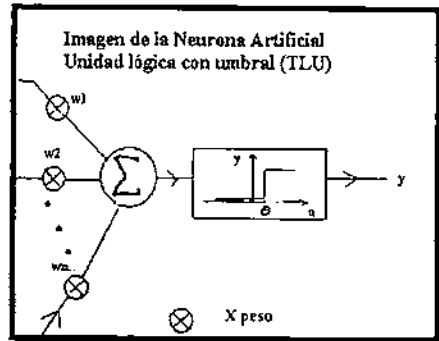 Imagen de la Neurona Artificial
Unidad lógica con umbral (TLU)
w1
w2
wn
Σ
y
θ
a
y
X peso